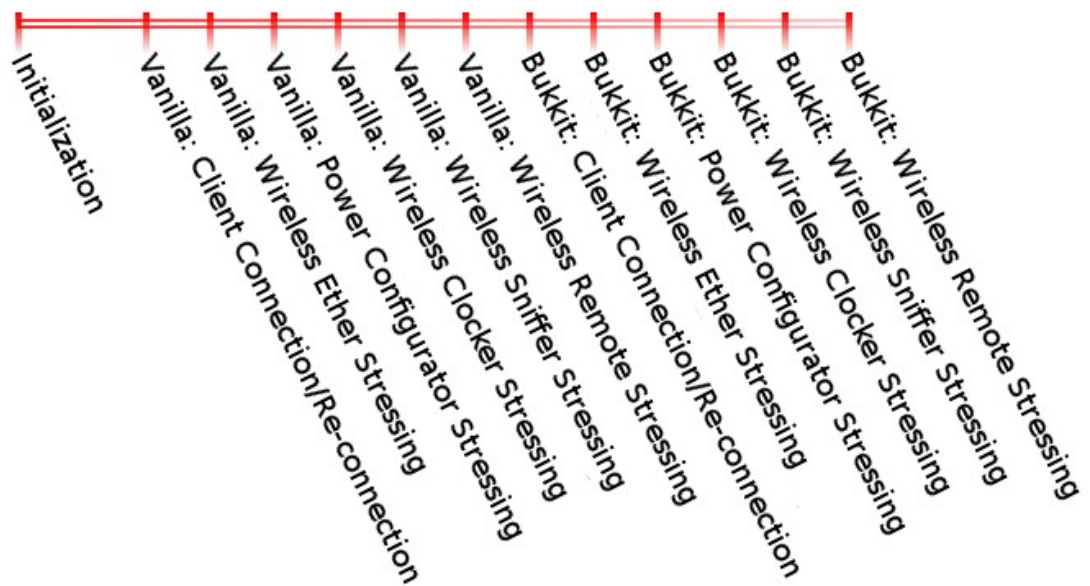 Initialization
Vanilla: Client Connection/Re-connection
Vanilla: Wireless Ether Stressing
Vanilla: Power Configurator Stressing
Vanilla: Wireless Clocker Stressing
Vanilla: Wireless Sniffer Stressing
Vanilla: Wireless Remote Stressing
Bukkit: Client Connection/Re-connection
Bukkit: Wireless Ether Stressing
Bukkit: Power Configurator Stressing
Bukkit: Wireless Clocker Stressing
Bukkit: Wireless Sniffer Stressing
Bukkit: Wireless Remote Stressing